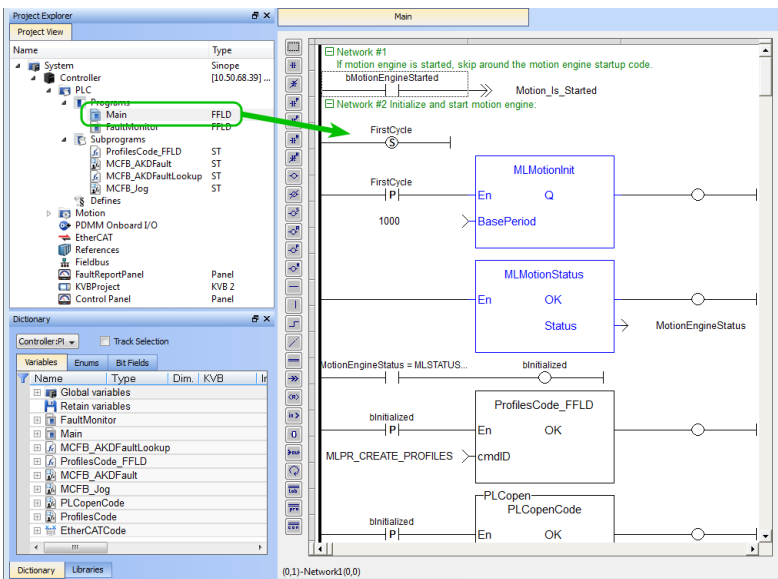 Project Explorer
Project View
Name Type
System Sinope
Controller [10.50.68.39] ...
PLC
Programs
Main FFLD
FaultMonitor FFLD
Subprograms
ProfilesCode_FFLD ST
MCFB_AKDFault ST
MCFB_AKDFaultLookup ST
MCFB_Jog ST
Defines
Motion
PDMM Onboard I/O
EtherCAT
References
Fieldbus
FaultReportPanel Panel
KVBProject KVB 2
Control Panel Panel
Dictionary
Controller:Pl Track Selection
Variables Enums Bit Fields
Name Type Dim. KVB Ir
Global variables
Retain variables
FaultMonitor
Main
MCFB_AKDFaultLookup
ProfilesCode_FFLD
MCFB_AKDFault
MCFB_Jog
PLCopenCode
ProfilesCode
EtherCATCode
Dictionary Libraries
Main
Network #1
If motion engine is started, skip around the motion engine startup code.
bMotionEngineStarted
Motion_Is_Started
Network #2 Initialize and start motion engine:
FirstCycle
S
MLMotionInit
FirstCycle
P En Q
1000 BasePeriod
MLMotionStatus
En OK
Status MotionEngineStatus
MotionEngineStatus = MLSTATUS... bInitialized
ProfilesCode_FFLD
bInitialized
P En OK
MLPR_CREATE_PROFILES cmdID
PLCopen
PLCopenCode
bInitialized
P En OK
(0,1)-Network1(0,0)